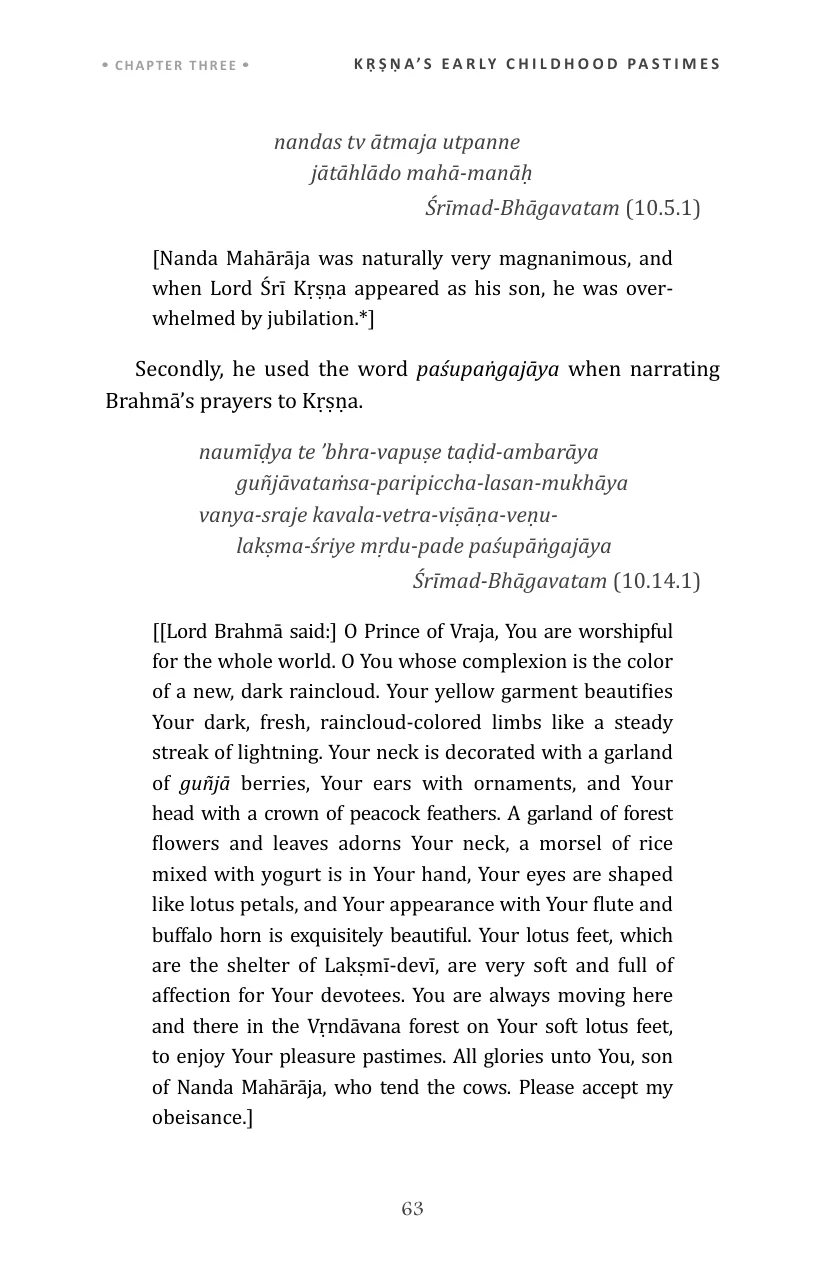 • CHAPTER THREE • KṚṢṆA’S EARLY CHILDHOOD PASTIMES
nandas tv ātmaja utpanne
jātāhlādo mahā-manāḥ
Śrīmad-Bhāgavatam (10.5.1)
[Nanda Mahārāja was naturally very magnanimous, and
when Lord Śrī Kṛṣṇa appeared as his son, he was over-
whelmed by jubilation.*]
Secondly, he used the word paśupaṅgajāya when narrating
Brahmā’s prayers to Kṛṣṇa.
naumīḍya te ’bhra-vapuṣe taḍid-ambarāya
guñjāvataṁsa-paripiccha-lasan-mukhāya
vanya-sraje kavala-vetra-viṣāṇa-veṇu-
lakṣma-śriye mṛdu-pade paśupāṅgajāya
Śrīmad-Bhāgavatam (10.14.1)
[[Lord Brahmā said:] O Prince of Vraja, You are worshipful
for the whole world. O You whose complexion is the color
of a new, dark raincloud. Your yellow garment beautifies
Your dark, fresh, raincloud-colored limbs like a steady
streak of lightning. Your neck is decorated with a garland
of guñjā berries, Your ears with ornaments, and Your
head with a crown of peacock feathers. A garland of forest
flowers and leaves adorns Your neck, a morsel of rice
mixed with yogurt is in Your hand, Your eyes are shaped
like lotus petals, and Your appearance with Your flute and
buffalo horn is exquisitely beautiful. Your lotus feet, which
are the shelter of Lakṣmī-devī, are very soft and full of
affection for Your devotees. You are always moving here
and there in the Vṛndāvana forest on Your soft lotus feet,
to enjoy Your pleasure pastimes. All glories unto You, son
of Nanda Mahārāja, who tend the cows. Please accept my
obeisance.]
63